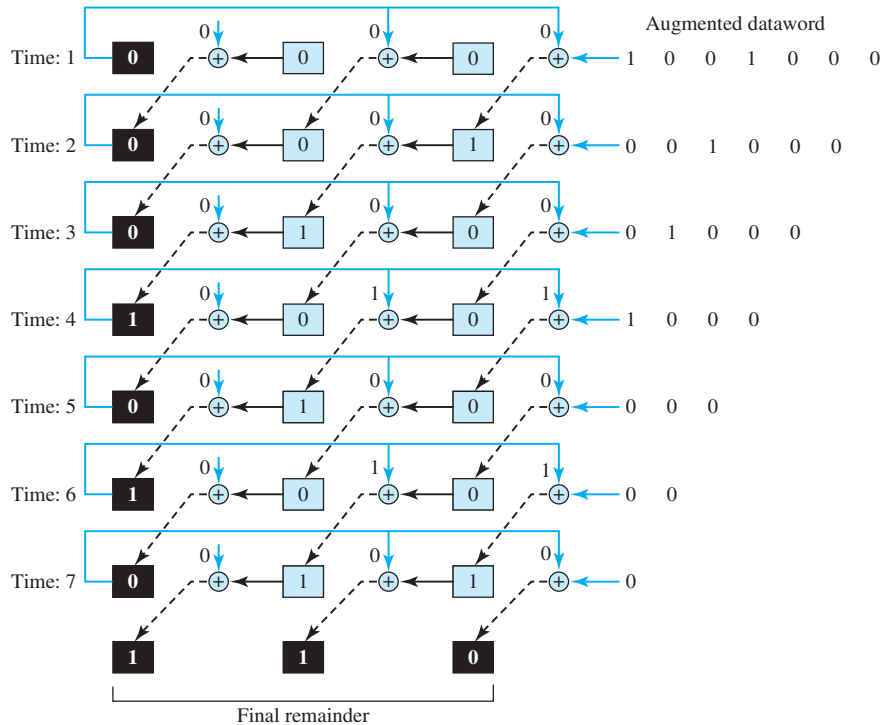 Augmented dataword
0 0 0
Time: 1 0 0 0 1 0 0 1 0 0 0
0 0 0
Time: 2 0 0 1 0 0 1 0 0 0
0 0 0
Time: 3 0 1 0 0 1 0 0 0
0 1 1
Time: 4 1 0 0 1 0 0 0
0 0 0
Time: 5 0 1 0 0 0 0
0 1 1
Time: 6 1 0 0 0 0
0 0 0
Time: 7 0 1 1 0
1 1 0
Final remainder